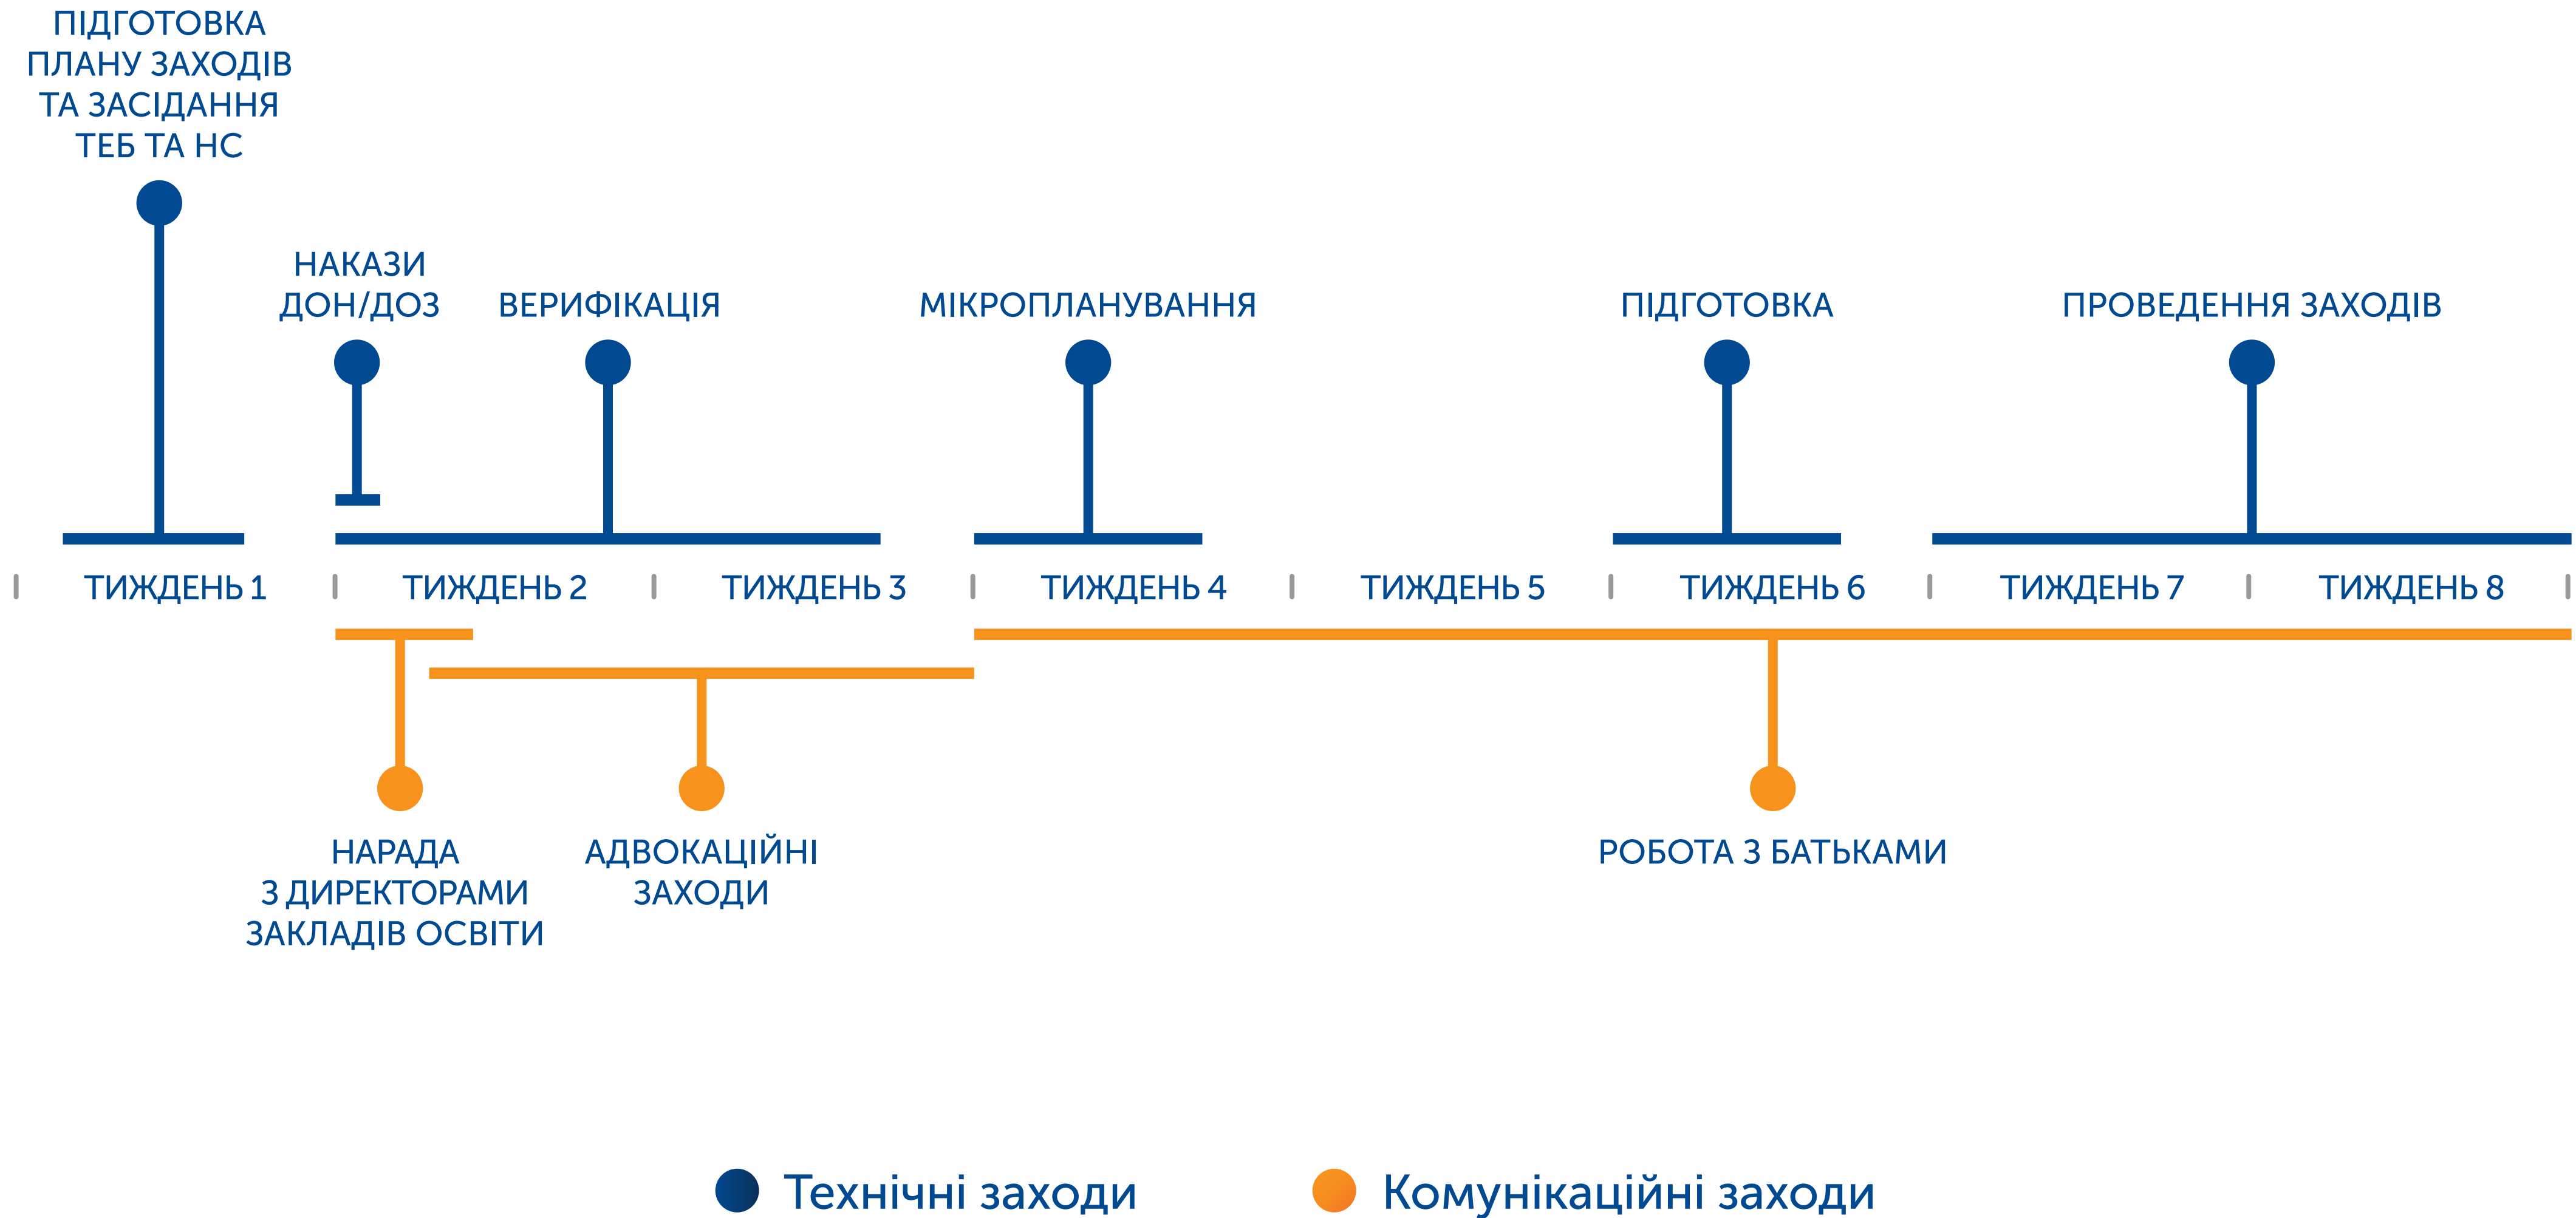 ПІДГОТОВКА
ПЛАНУ ЗАХОДІВ
ТА ЗАСІДАННЯ
ТЕБ ТА НС
НАКАЗИ
ДОН/ДОЗ
ВЕРИФІКАЦІЯ
МІКРОПЛАНУВАННЯ
ПІДГОТОВКА
ПРОВЕДЕННЯ ЗАХОДІВ
ТИЖДЕНЬ 1
ТИЖДЕНЬ 2
ТИЖДЕНЬ 3
ТИЖДЕНЬ 4
ТИЖДЕНЬ 5
ТИЖДЕНЬ 6
ТИЖДЕНЬ 7
ТИЖДЕНЬ 8
НАРАДА
З ДИРЕКТОРАМИ
ЗАКЛАДІВ ОСВІТИ
АДВОКАЦІЙНІ
ЗАХОДИ
РОБОТА З БАТЬКАМИ
Технічні заходи
Комунікаційні заходи